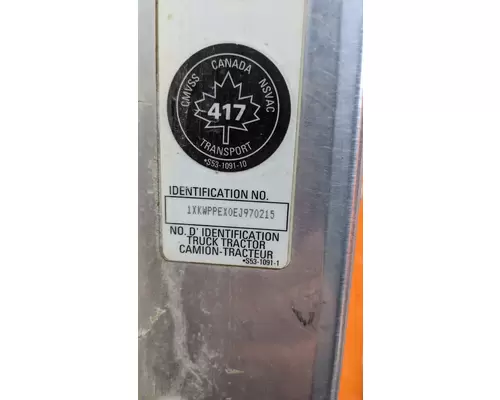 CMVSS CANADA NSVAC
417
TRANSPORT
*S53-1091-10
IDENTIFICATION NO.
1XKWPPEX0EJ970215
NO. D' IDENTIFICATION
TRUCK TRACTOR
CAMION-TRACTEUR
*S53-1091-1